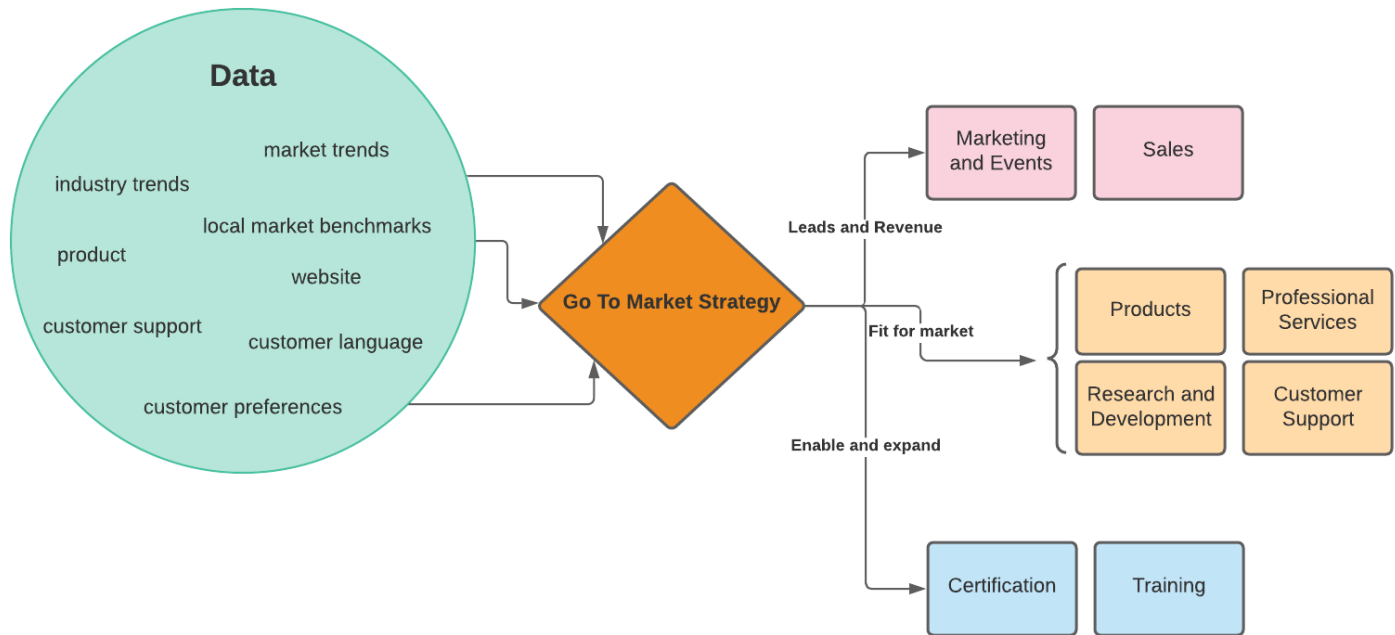 Data
market trends
industry trends
local market benchmarks
product
website
customer support
customer language
customer preferences
Go To Market Strategy
Leads and Revenue
Fit for market
Enable and expand
Marketing
and Events
Sales
Products
Professional
Services
Research and
Development
Customer
Support
Certification
Training